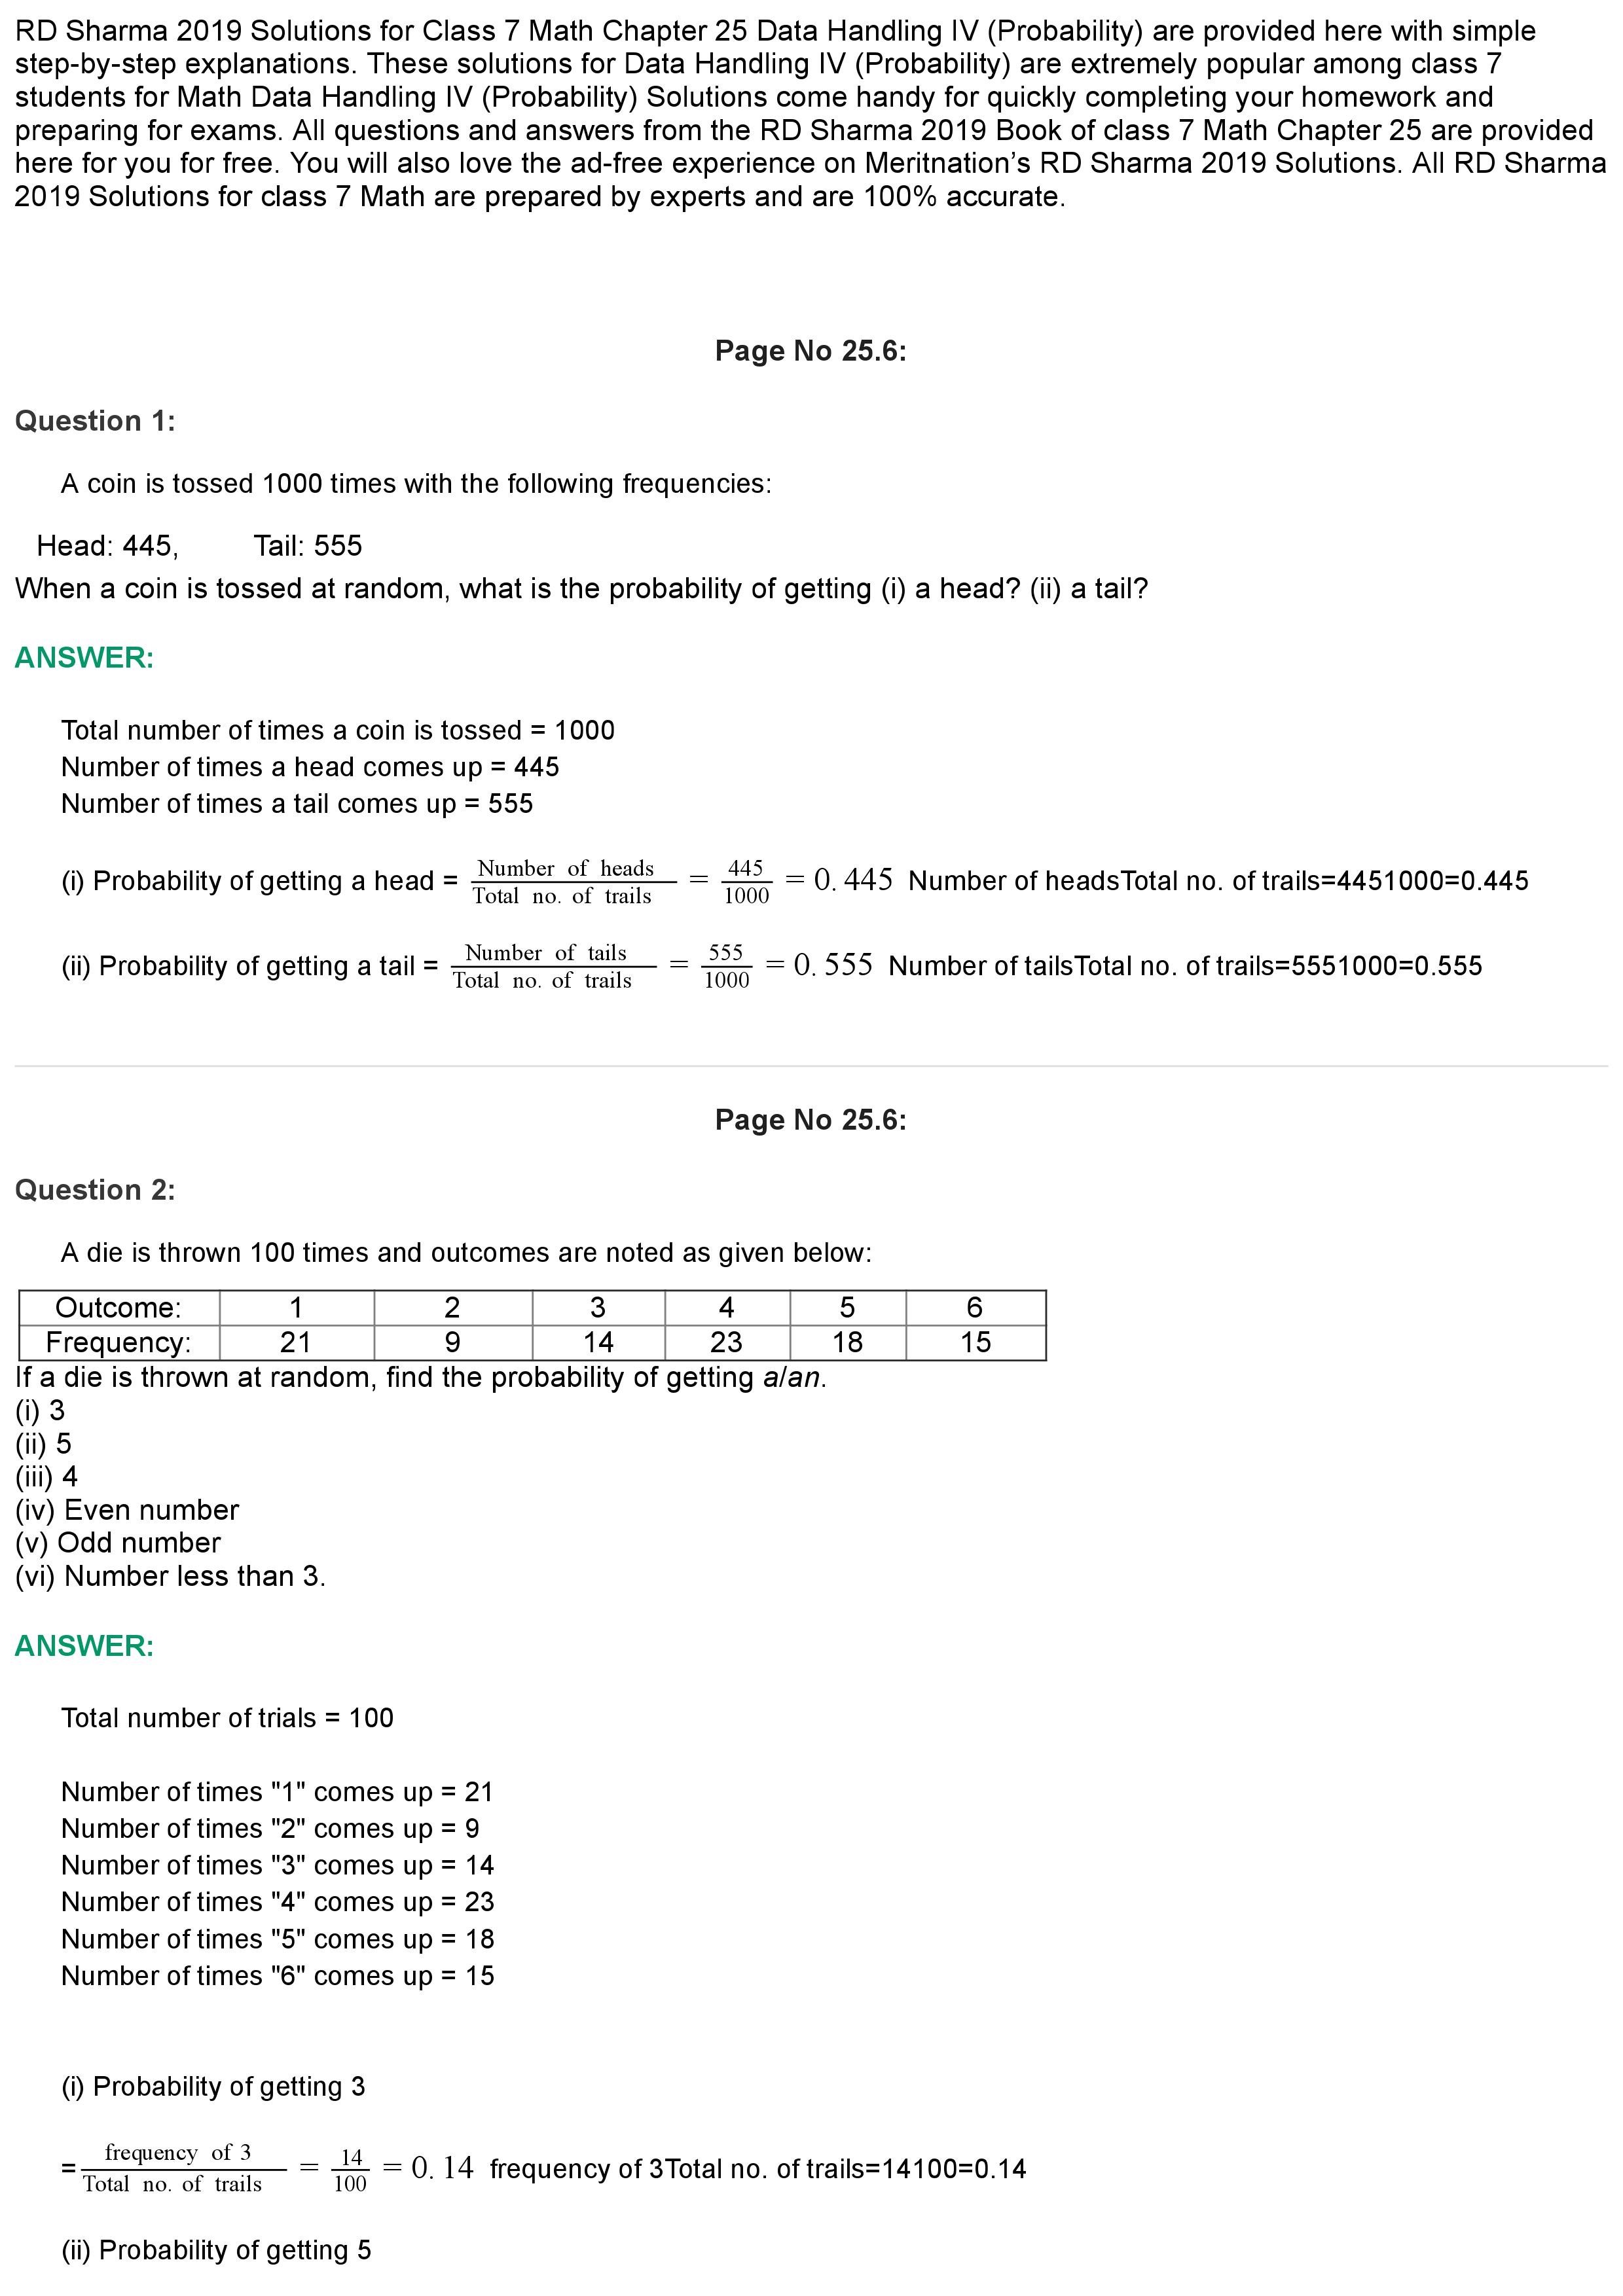 RD Sharma 2019 Solutions for Class 7 Math Chapter 25 Data Handling IV (Probability) are provided here with simple
step-by-step explanations. These solutions for Data Handling IV (Probability) are extremely popular among class 7
students for Math Data Handling IV (Probability) Solutions come handy for quickly completing your homework and
preparing for exams. All questions and answers from the RD Sharma 2019 Book of class 7 Math Chapter 25 are provided
here for you for free. You will also love the ad-free experience on Meritnation’s RD Sharma 2019 Solutions. All RD Sharma
2019 Solutions for class 7 Math are prepared by experts and are 100% accurate.
Page No 25.6:
Question 1:
A coin is tossed 1000 times with the following frequencies:
Head: 445, Tail: 555
When a coin is tossed at random, what is the probability of getting (i) a head? (ii) a tail?
ANSWER:
Total number of times a coin is tossed = 1000
Number of times a head comes up = 445
Number of times a tail comes up = 555
(i) Probability of getting a head = Number of heads / Total no. of trails = 445 / 1000 = 0. 445 Number of headsTotal no. of trails=4451000=0.445
(ii) Probability of getting a tail = Number of tails / Total no. of trails = 555 / 1000 = 0. 555 Number of tailsTotal no. of trails=5551000=0.555
Page No 25.6:
Question 2:
A die is thrown 100 times and outcomes are noted as given below:
Outcome: 1 2 3 4 5 6
Frequency: 21 9 14 23 18 15
If a die is thrown at random, find the probability of getting a/an.
(i) 3
(ii) 5
(iii) 4
(iv) Even number
(v) Odd number
(vi) Number less than 3.
ANSWER:
Total number of trials = 100
Number of times "1" comes up = 21
Number of times "2" comes up = 9
Number of times "3" comes up = 14
Number of times "4" comes up = 23
Number of times "5" comes up = 18
Number of times "6" comes up = 15
(i) Probability of getting 3
= frequency of 3 / Total no. of trails = 14 / 100 = 0. 14 frequency of 3Total no. of trails=14100=0.14
(ii) Probability of getting 5